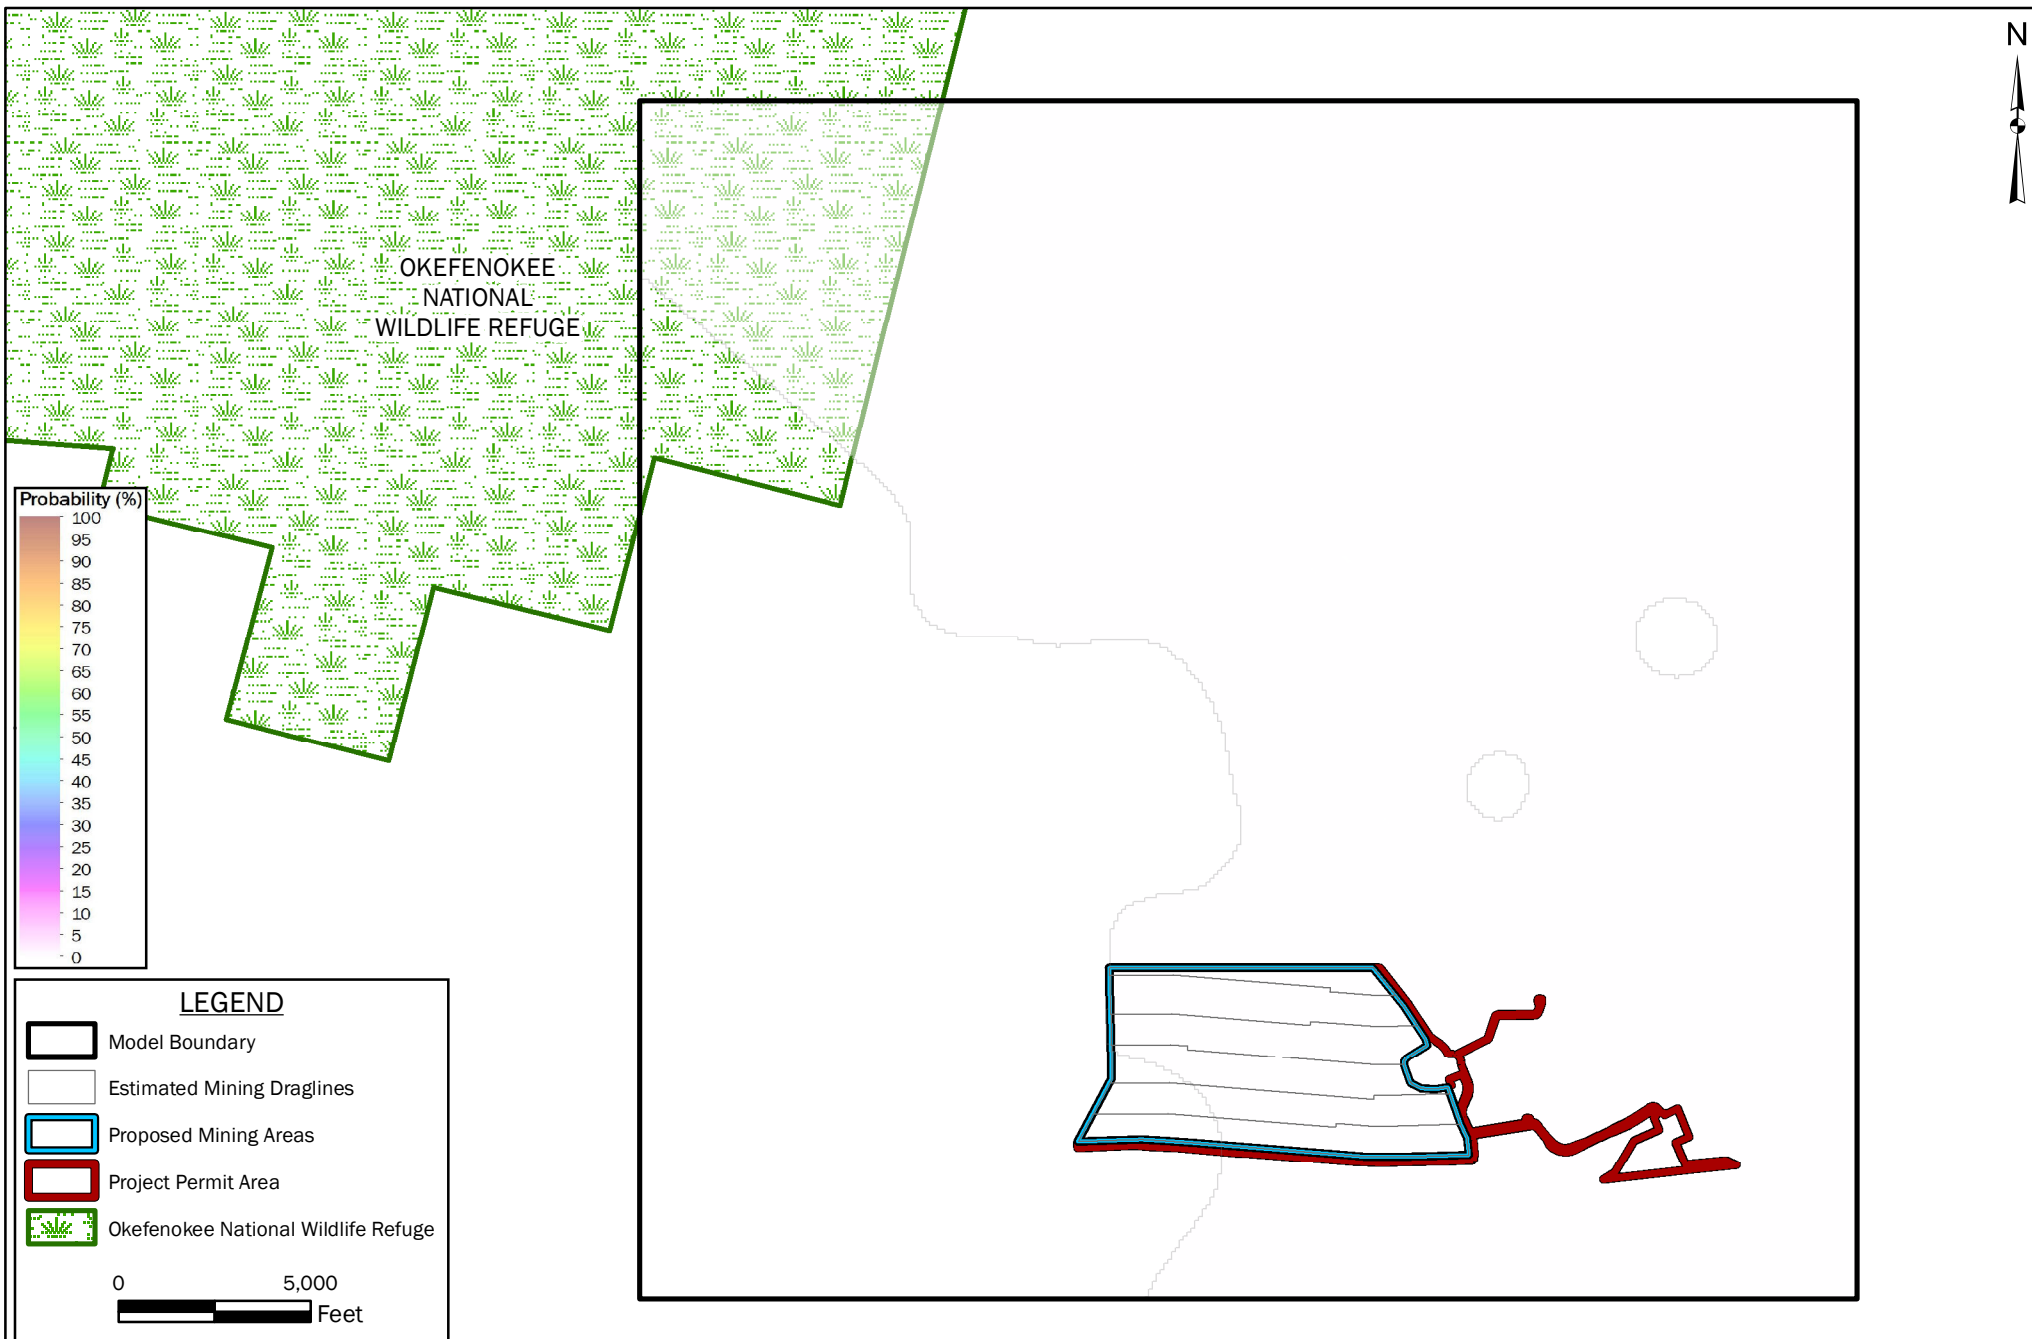 N
OKEFENOKEE
NATIONAL
WILDLIFE REFUGE
Probability (%)
100
95
90
85
80
75
70
65
60
55
50
45
40
35
30
25
20
15
10
5
0
LEGEND
Model Boundary
Estimated Mining Draglines
Proposed Mining Areas
Project Permit Area
Okefenokee National Wildlife Refuge
0 5,000
Feet